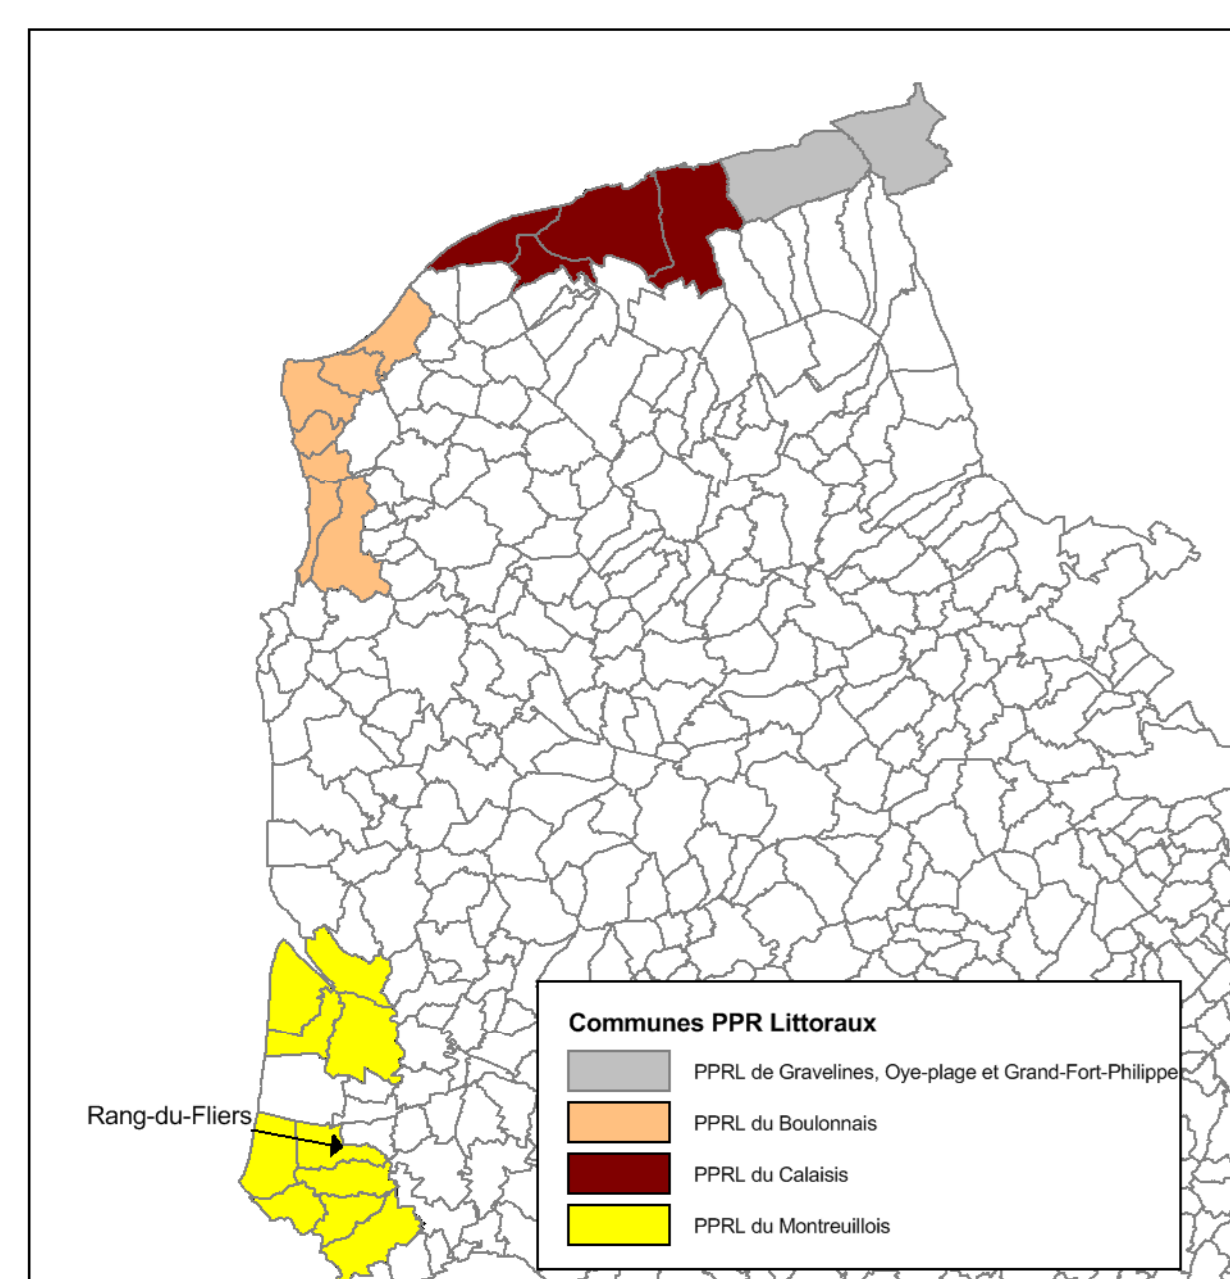 Rang-du-Fliers
Communes PPR Littoraux
PPRL de Gravelines, Oye-plage et Grand-Fort-Philippe
PPRL du Boulonnais
PPRL du Calaisis
PPRL du Montreuillois